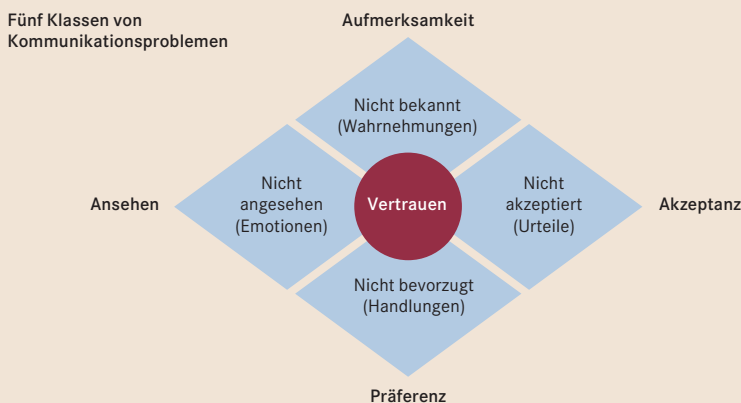 Fünf Klassen von
Kommunikationsproblemen
Aufmerksamkeit
Nicht bekannt
(Wahrnehmungen)
Ansehen
Nicht
angesehen
(Emotionen)
Vertrauen
Nicht
akzeptiert
(Urteile)
Akzeptanz
Nicht bevorzugt
(Handlungen)
Präferenz